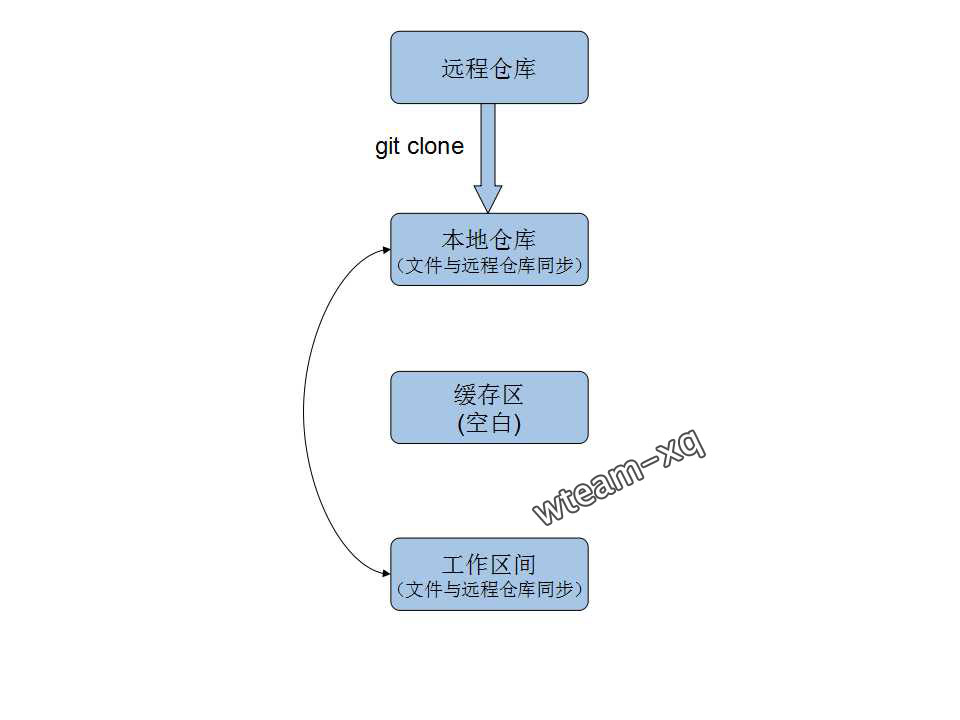 远程仓库
git clone
本地仓库
（文件与远程仓库同步）
缓存区
(空白)
wteam-xq
工作区间
（文件与远程仓库同步）